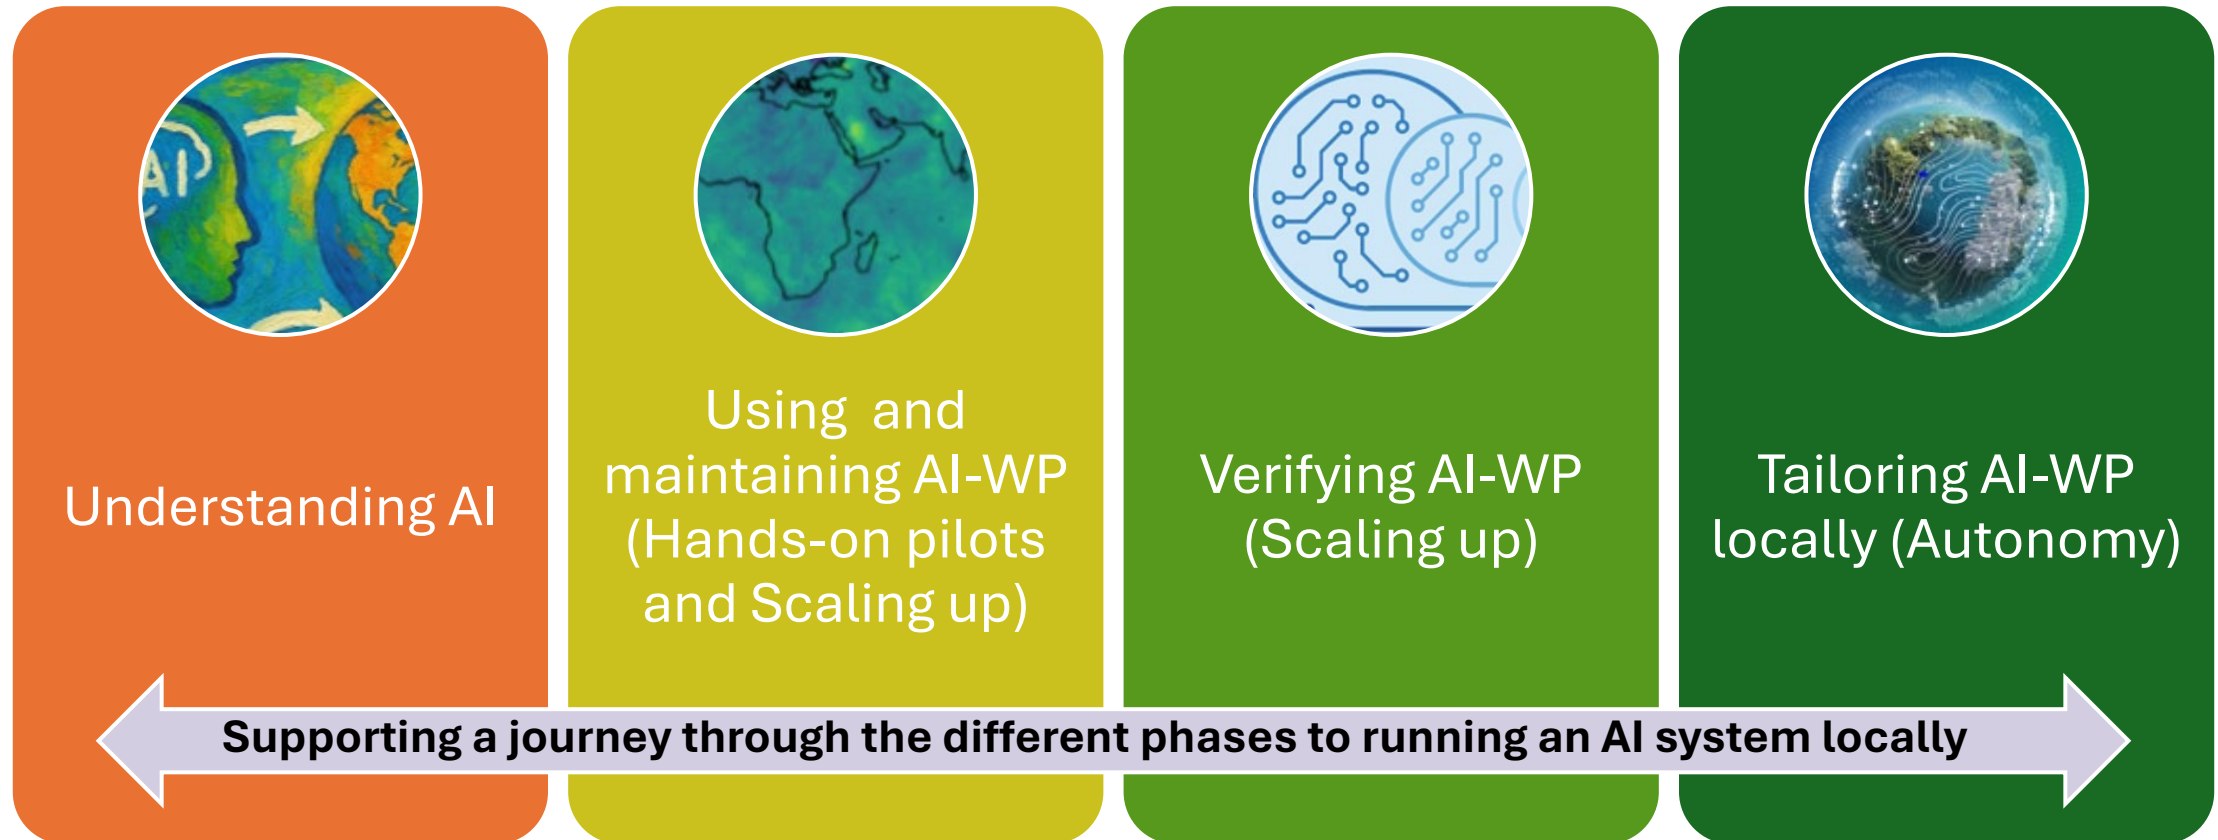 AI
Understanding AI
Using  and
maintaining AI-WP
(Hands-on pilots
and Scaling up)
Verifying AI-WP
(Scaling up)
Tailoring AI-WP
locally (Autonomy)
Supporting a journey through the different phases to running an AI system locally